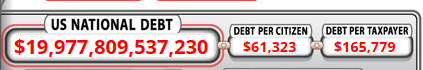 US NATIONAL DEBT
$19,977,809,537,230
DEBT PER CITIZEN
$61,323
DEBT PER TAXPAYER
$165,779